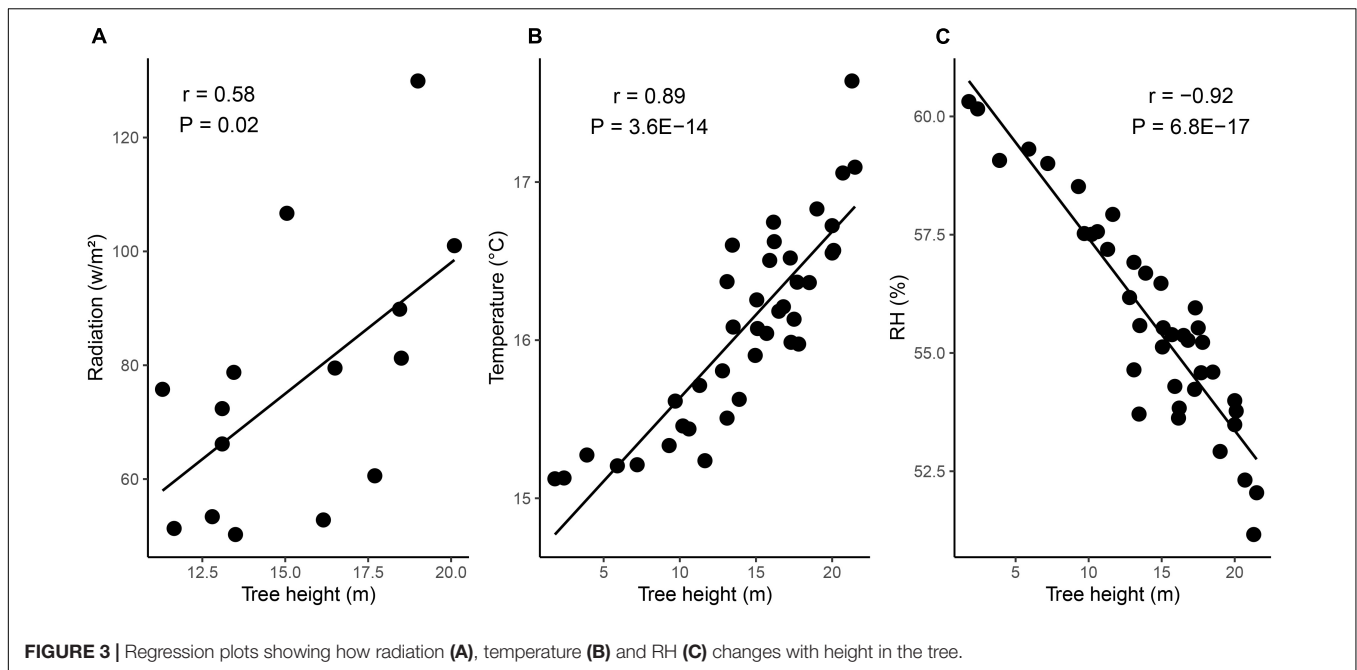 A
r = 0.58
P = 0.02
Radiation (w/m²)
120
100
80
60
12.5 15.0 17.5 20.0
Tree height (m)
B
r = 0.89
P = 3.6E−14
Temperature (°C)
17
16
15
5 10 15 20
Tree height (m)
C
r = −0.92
P = 6.8E−17
RH (%)
60.0
57.5
55.0
52.5
5 10 15 20
Tree height (m)
FIGURE 3 | Regression plots showing how radiation (A), temperature (B) and RH (C) changes with height in the tree.